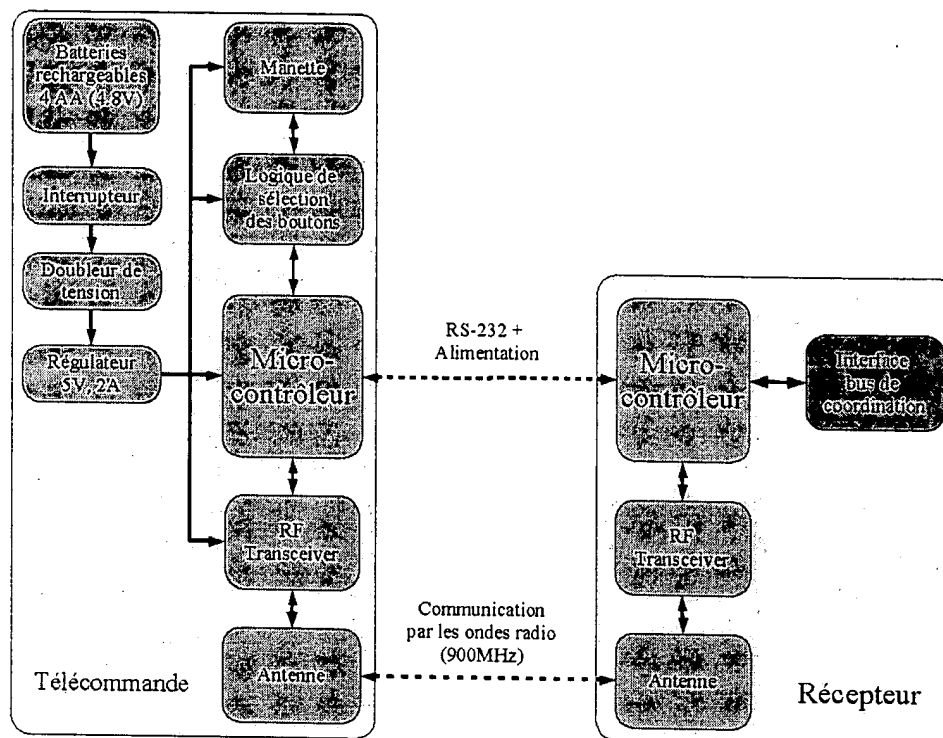 Batteries
rechargeables
4 AA (4.8V)
Interrupteur
Doubleur de
tension
Régulateur
5V, 2A
Manette
Logique de
sélection
des boutons
Micro-
contrôleur
RF
Transceiver
Antenne
Télécommande
RS-232 +
Alimentation
Communication
par les ondes radio
(900MHz)
Micro-
contrôleur
Interface
bus de
coordination
RF
Transceiver
Antenne
Récepteur